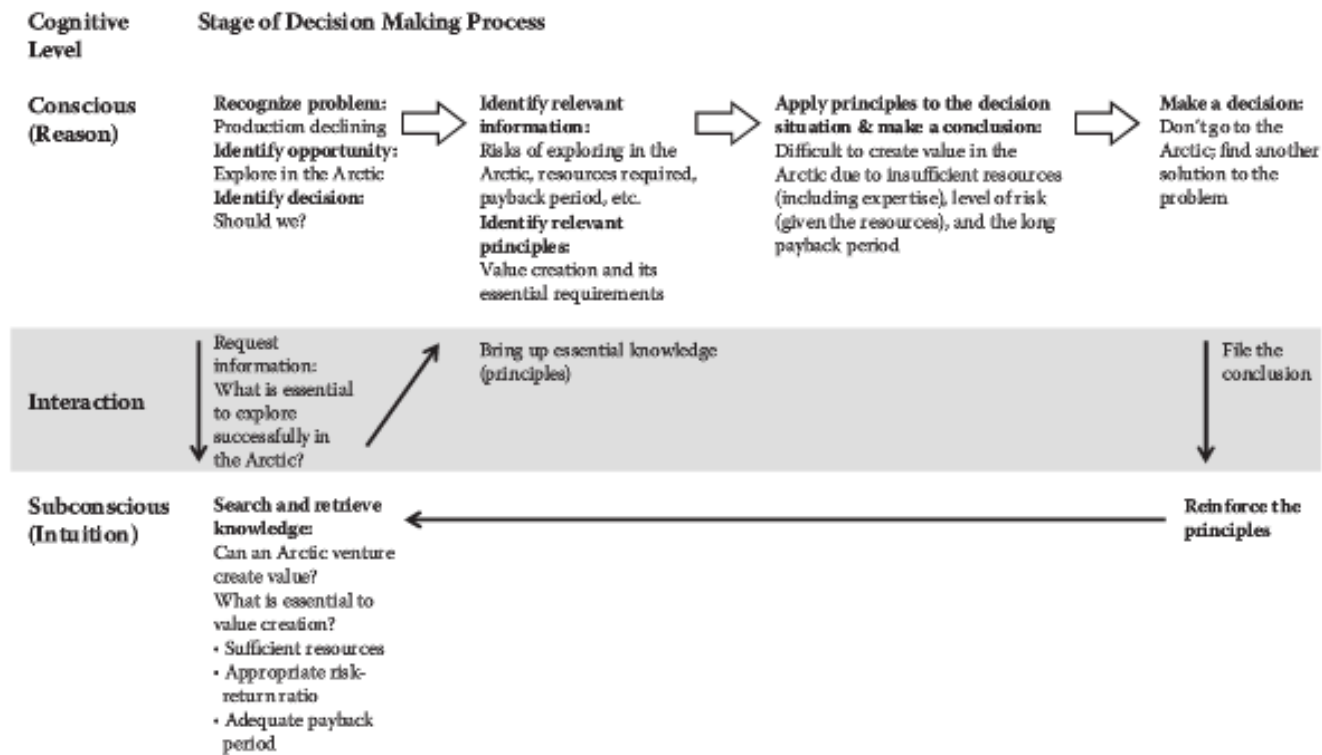 Cognitive
Level
Stage of Decision Making Process
Conscious
(Reason)
Recognize problem:
Production declining
Identify opportunity:
Explore in the Arctic
Identify decision:
Should we?
Identify relevant
information:
Risks of exploring in the
Arctic, resources required,
payback period, etc.
Identify relevant
principles:
Value creation and its
essential requirements
Apply principles to the decision
situation & make a conclusion:
Difficult to create value in the
Arctic due to insufficient resources
(including expertise), level of risk
(given the resources), and the long
payback period
Make a decision:
Don't go to the
Arctic; find another
solution to the
problem
Interaction
Request
information:
What is essential
to explore
successfully in
the Arctic?
Bring up essential knowledge
(principles)
File the
conclusion
Subconscious
(Intuition)
Search and retrieve
knowledge:
Can an Arctic venture
create value?
What is essential to
value creation?
• Sufficient resources
• Appropriate risk-
return ratio
• Adequate payback
period
Reinforce the
principles